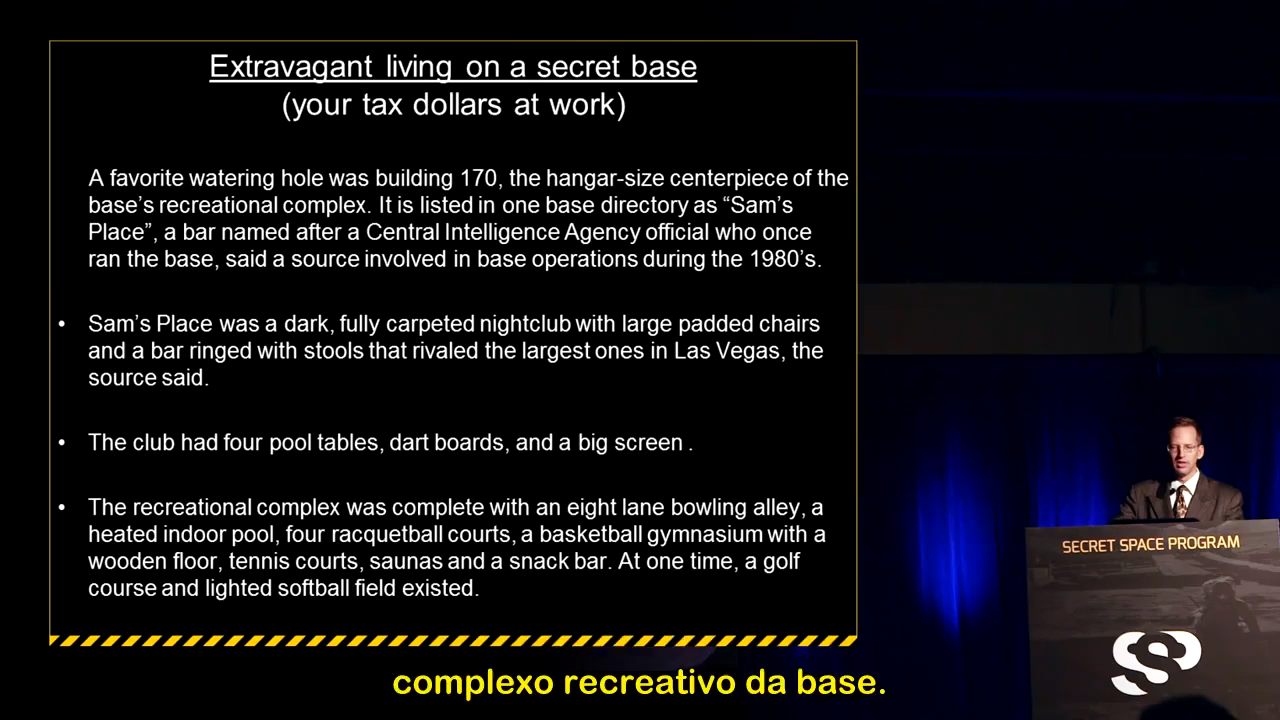 Extravagant living on a secret base
(your tax dollars at work)
A favorite watering hole was building 170, the hangar-size centerpiece of the
base's recreational complex. It is listed in one base directory as “Sam's
Place”, a bar named after a Central Intelligence Agency official who once
ran the base, said a source involved in base operations during the 1980's.
• Sam's Place was a dark, fully carpeted nightclub with large padded chairs
and a bar ringed with stools that rivaled the largest ones in Las Vegas, the
source said.
• The club had four pool tables, dart boards, and a big screen .
• The recreational complex was complete with an eight lane bowling alley, a
heated indoor pool, four racquetball courts, a basketball gymnasium with a
wooden floor, tennis courts, saunas and a snack bar. At one time, a golf
course and lighted softball field existed.
SECRET SPACE PROGRAM
SSP
complexo recreativo da base.